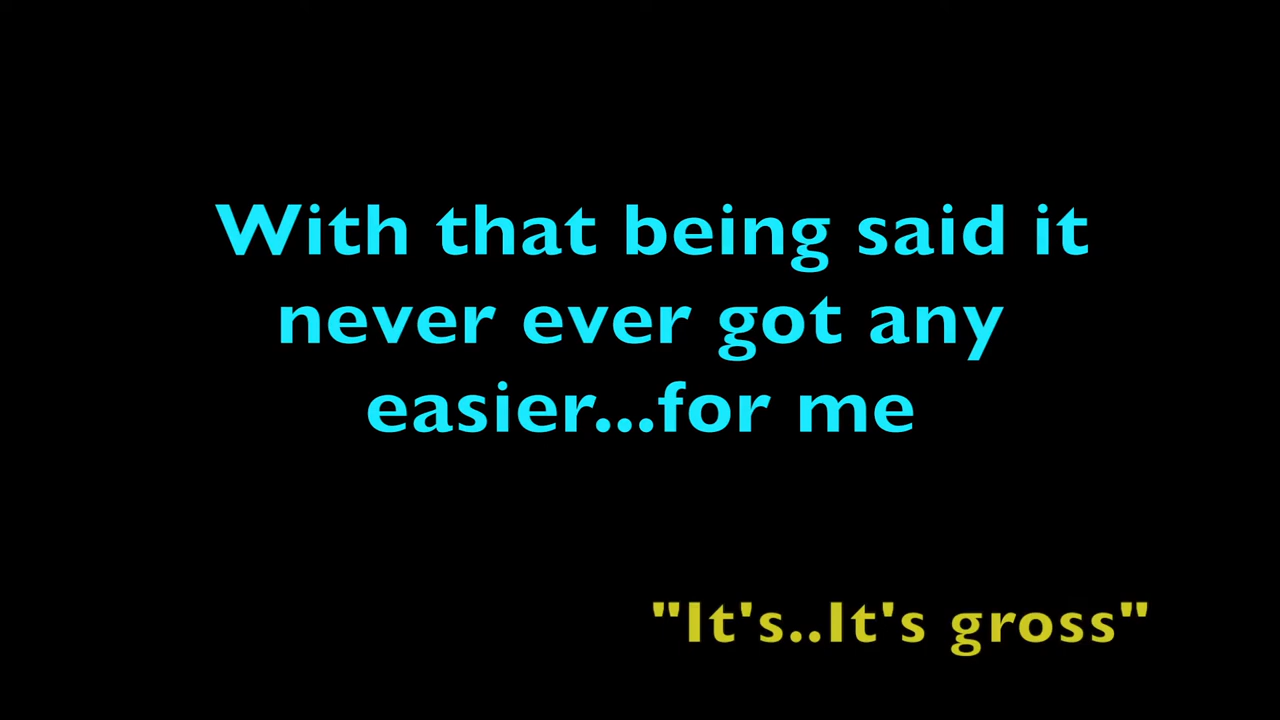 With that being said it
never ever got any
easier...for me
"It's..It's gross"